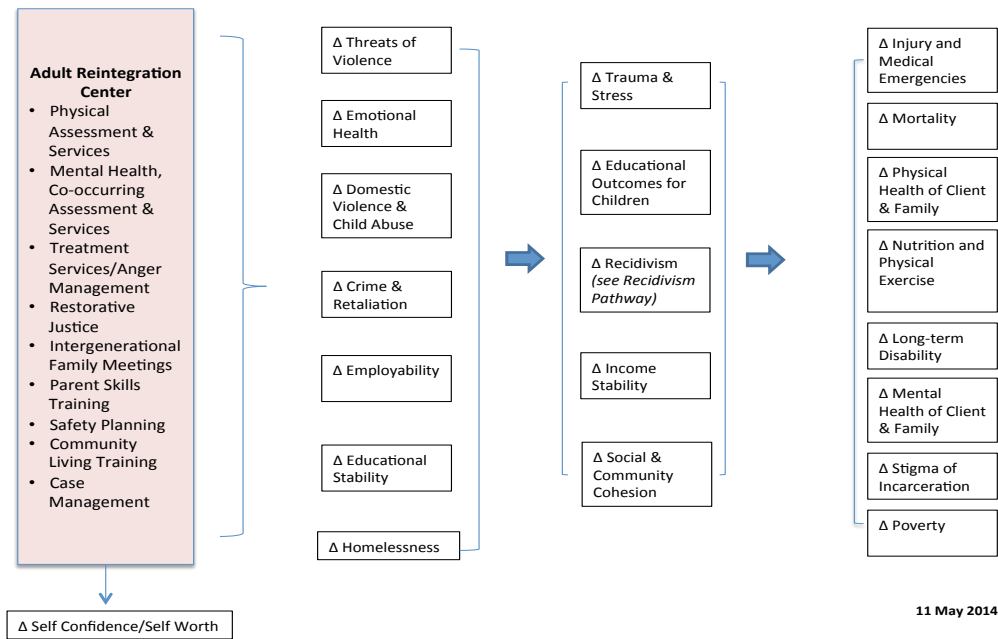 Adult Reintegration
Center
• Physical
Assessment &
Services
• Mental Health,
Co-occurring
Assessment &
Services
• Treatment
Services/Anger
Management
• Restorative
Justice
• Intergenerational
Family Meetings
• Parent Skills
Training
• Safety Planning
• Community
Living Training
• Case
Management
Δ Self Confidence/Self Worth
Δ Threats of
Violence
Δ Emotional
Health
Δ Domestic
Violence &
Child Abuse
Δ Crime &
Retaliation
Δ Employability
Δ Educational
Stability
Δ Homelessness
Δ Trauma &
Stress
Δ Educational
Outcomes for
Children
Δ Recidivism
(see Recidivism
Pathway)
Δ Income
Stability
Δ Social &
Community
Cohesion
Δ Injury and
Medical
Emergencies
Δ Mortality
Δ Physical
Health of Client
& Family
Δ Nutrition and
Physical
Exercise
Δ Long-term
Disability
Δ Mental
Health of Client
& Family
Δ Stigma of
Incarceration
Δ Poverty
11 May 2014